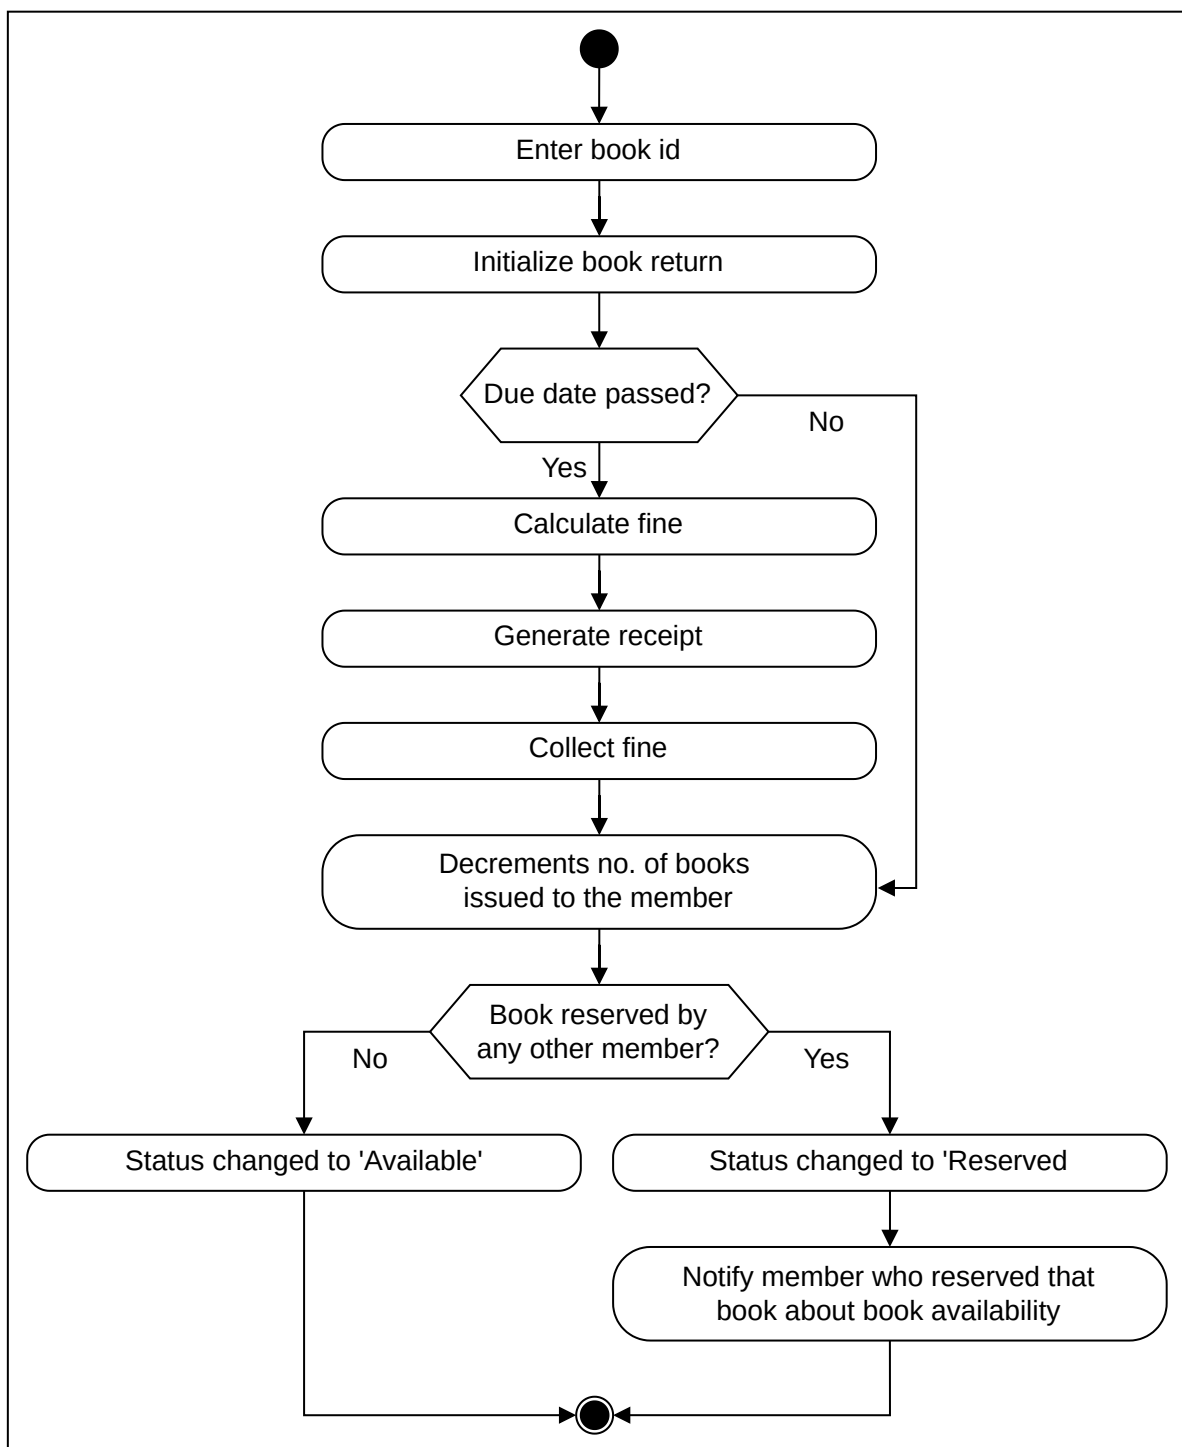 Enter book id
Initialize book return
Due date passed?
No
Yes
Calculate fine
Generate receipt
Collect fine
Decrements no. of books
issued to the member
Book reserved by
any other member?
No
Yes
Status changed to 'Available'
Status changed to 'Reserved
Notify member who reserved that
book about book availability